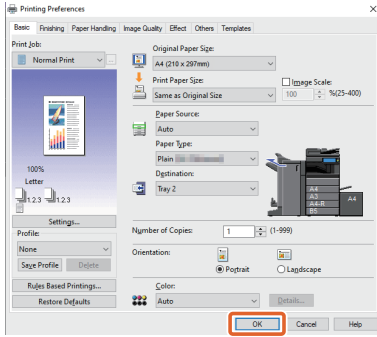 Printing Preferences
Basic Finishing Paper Handling Image Quality Effect Others Templates
Print Job:
Normal Print
...
100%
Letter
1.2.3 1.2.3
Settings...
Profile:
None
Save Profile Delete
Rules Based Printings...
Restore Defaults
Original Paper Size:
A4 (210 x 297mm)
Print Paper Size:
Same as Original Size
Image Scale:
100 %(25-400)
Paper Source:
Auto
Paper Type:
Plain
Destination:
Tray 2
A4
A3
A4-R
B5
A4
Number of Copies: 1 (1-999)
Orientation:
Portrait Landscape
Color:
Auto Details...
OK Cancel Help